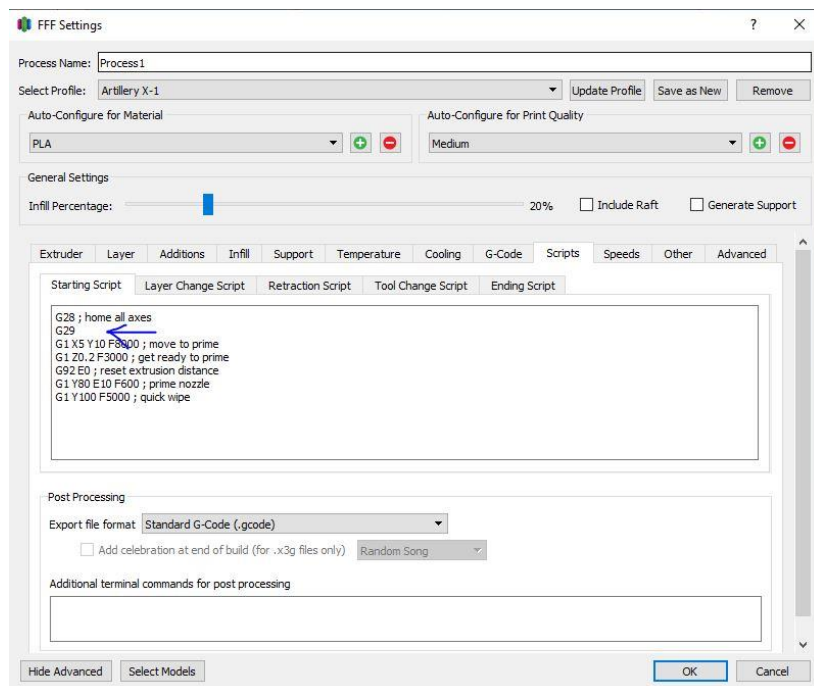 FFF Settings ? ×
Process Name: Process1
Select Profile: Artillery X-1 Update Profile Save as New Remove
Auto-Configure for Material Auto-Configure for Print Quality
PLA Medium
General Settings
Infill Percentage: 20% Include Raft Generate Support
Extruder Layer Additions Infill Support Temperature Cooling G-Code Scripts Speeds Other Advanced
Starting Script Layer Change Script Retraction Script Tool Change Script Ending Script
G28 ; home all axes
G29
G1 X5 Y10 F8000 ; move to prime
G1 Z0.2 F3000 ; get ready to prime
G92 E0 ; reset extrusion distance
G1 Y80 E10 F600 ; prime nozzle
G1 Y100 F5000 ; quick wipe
Post Processing
Export file format Standard G-Code (.gcode)
Add celebration at end of build (for .x3g files only) Random Song
Additional terminal commands for post processing
Hide Advanced Select Models OK Cancel